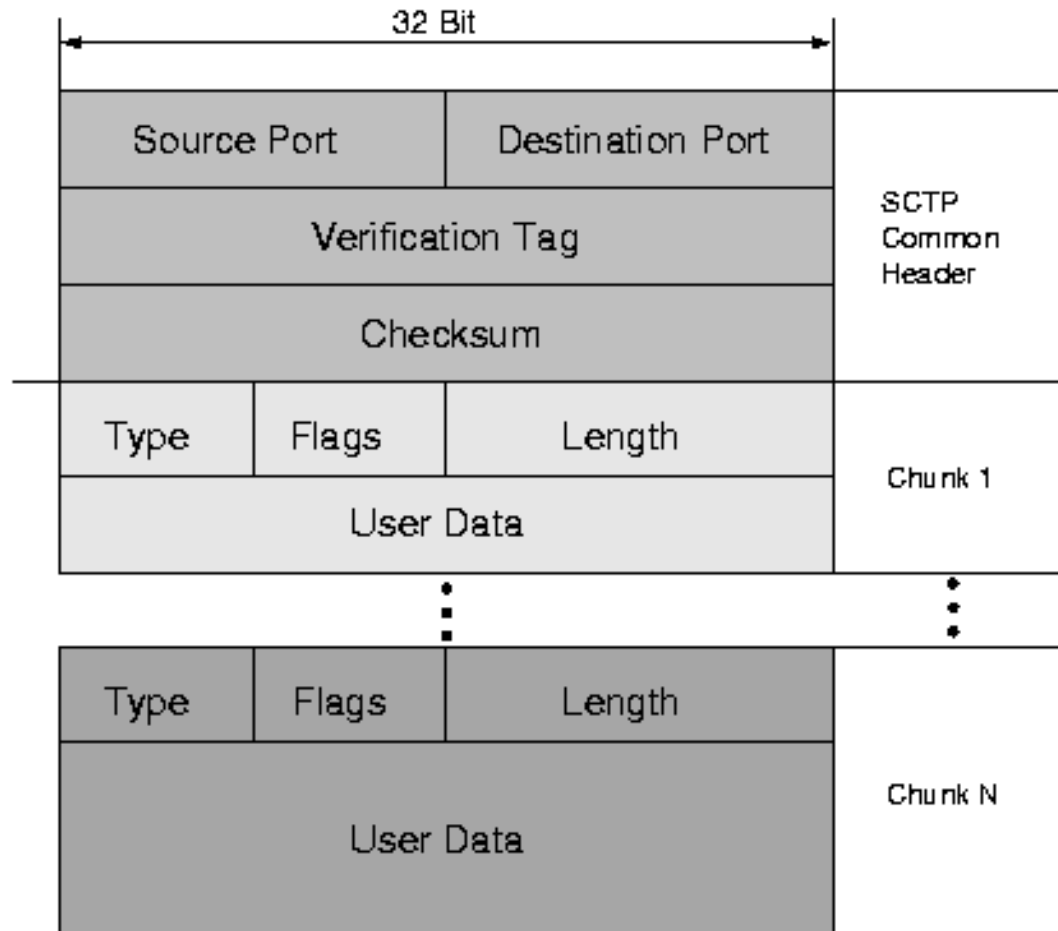 32 Bit
Source Port
Destination Port
Verification Tag
SCTP
Common
Header
Checksum
Type
Flags
Length
User Data
Chunk 1
Type
Flags
Length
User Data
Chunk N